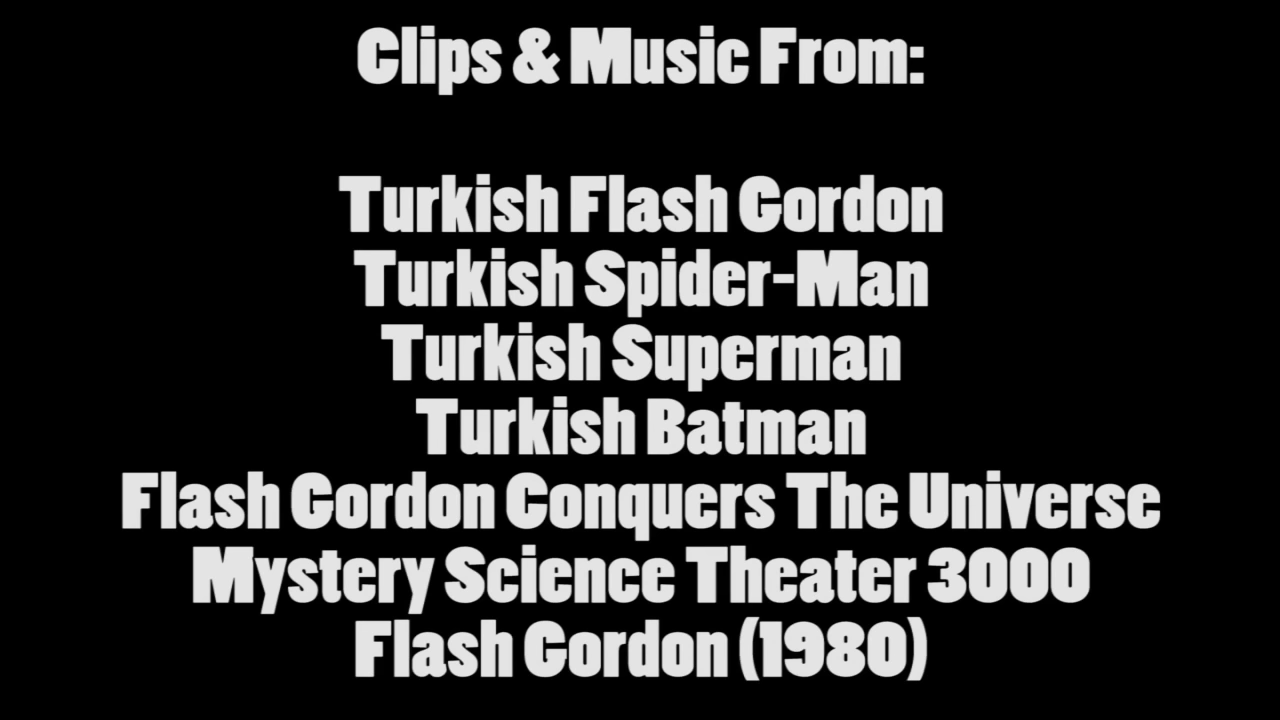 Clips & Music From:
Turkish Flash Gordon
Turkish Spider-Man
Turkish Superman
Turkish Batman
Flash Gordon Conquers The Universe
Mystery Science Theater 3000
Flash Gordon (1980)